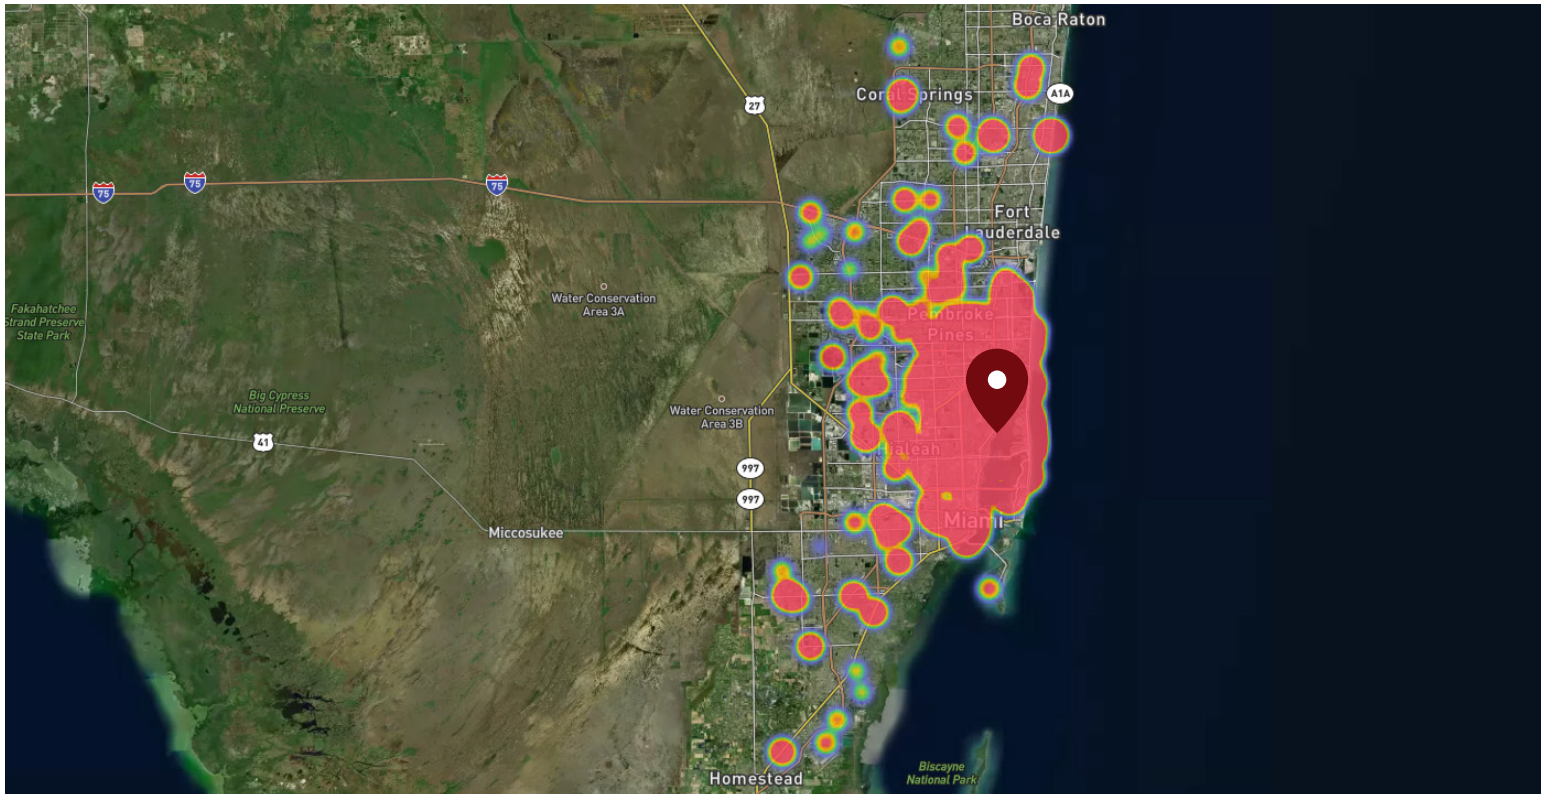 Boca Raton
27
Coral Springs
A1A
75
75
75
Fort
Lauderdale
Water Conservation
Area 3A
Fakahatchee
Strand Preserve
State Park
Pembroke
Pines
Big Cypress
National Preserve
Water Conservation
Area 3B
41
Hialeah
997
997
Miami
Miccosukee
Biscayne
National Park
Homestead